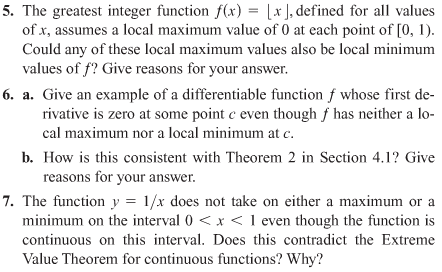 5. The greatest integer function f(x) = ⌊x⌋, defined for all values
of x, assumes a local maximum value of 0 at each point of [0, 1).
Could any of these local maximum values also be local minimum
values of f? Give reasons for your answer.
6. a. Give an example of a differentiable function f whose first de-
rivative is zero at some point c even though f has neither a lo-
cal maximum nor a local minimum at c.
b. How is this consistent with Theorem 2 in Section 4.1? Give
reasons for your answer.
7. The function y = 1/x does not take on either a maximum or a
minimum on the interval 0 < x < 1 even though the function is
continuous on this interval. Does this contradict the Extreme
Value Theorem for continuous functions? Why?